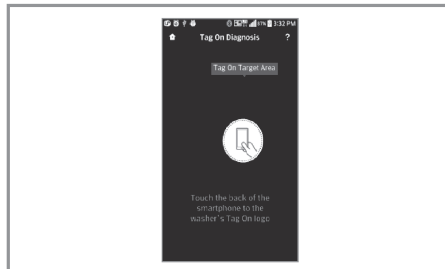 47% 3:32 PM
Tag On Diagnosis ?
Tag On Target Area
Touch the back of the
smartphone to the
washer's Tag On logo